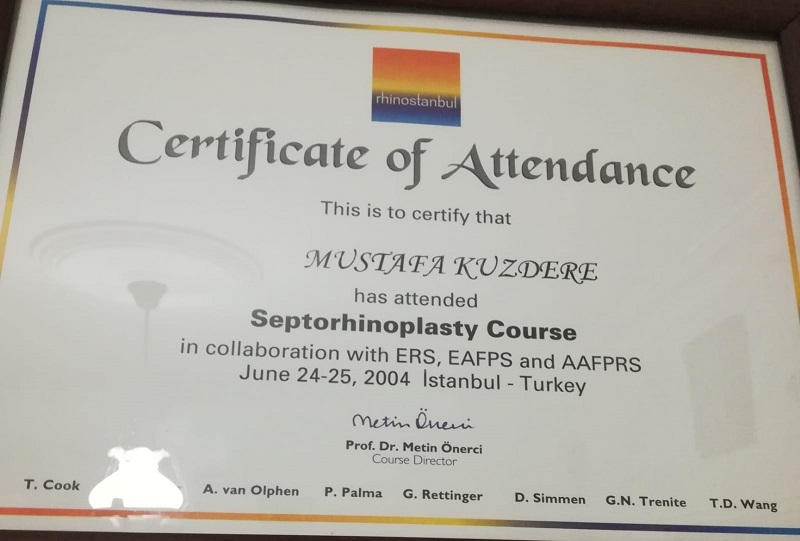 rhinostanbul
Certificate of Attendance
This is to certify that
MUSTAFA KUZDERE
has attended
Septorhinoplasty Course
in collaboration with ERS, EAFPS and AAFPRS
June 24-25, 2004 İstanbul - Turkey
Metin Önerci
Prof. Dr. Metin Önerci
Course Director
T. Cook A. van Olphen P. Palma G. Rettinger D. Simmen G.N. Trenite T.D. Wang